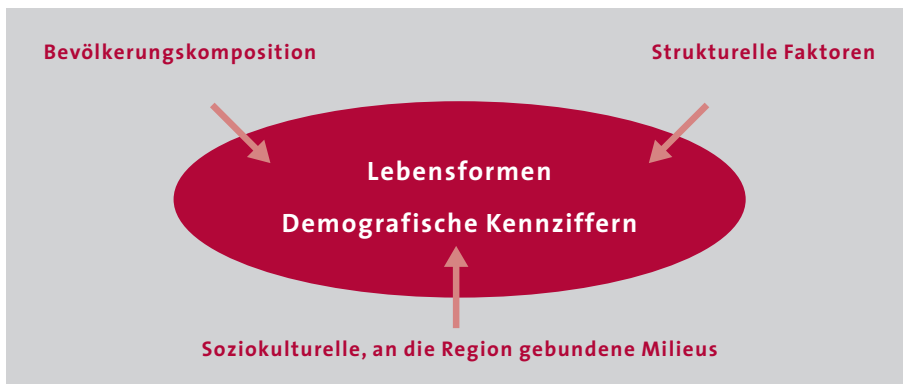 Bevölkerungskomposition
Strukturelle Faktoren
Lebensformen
Demografische Kennziffern
Soziokulturelle, an die Region gebundene Milieus